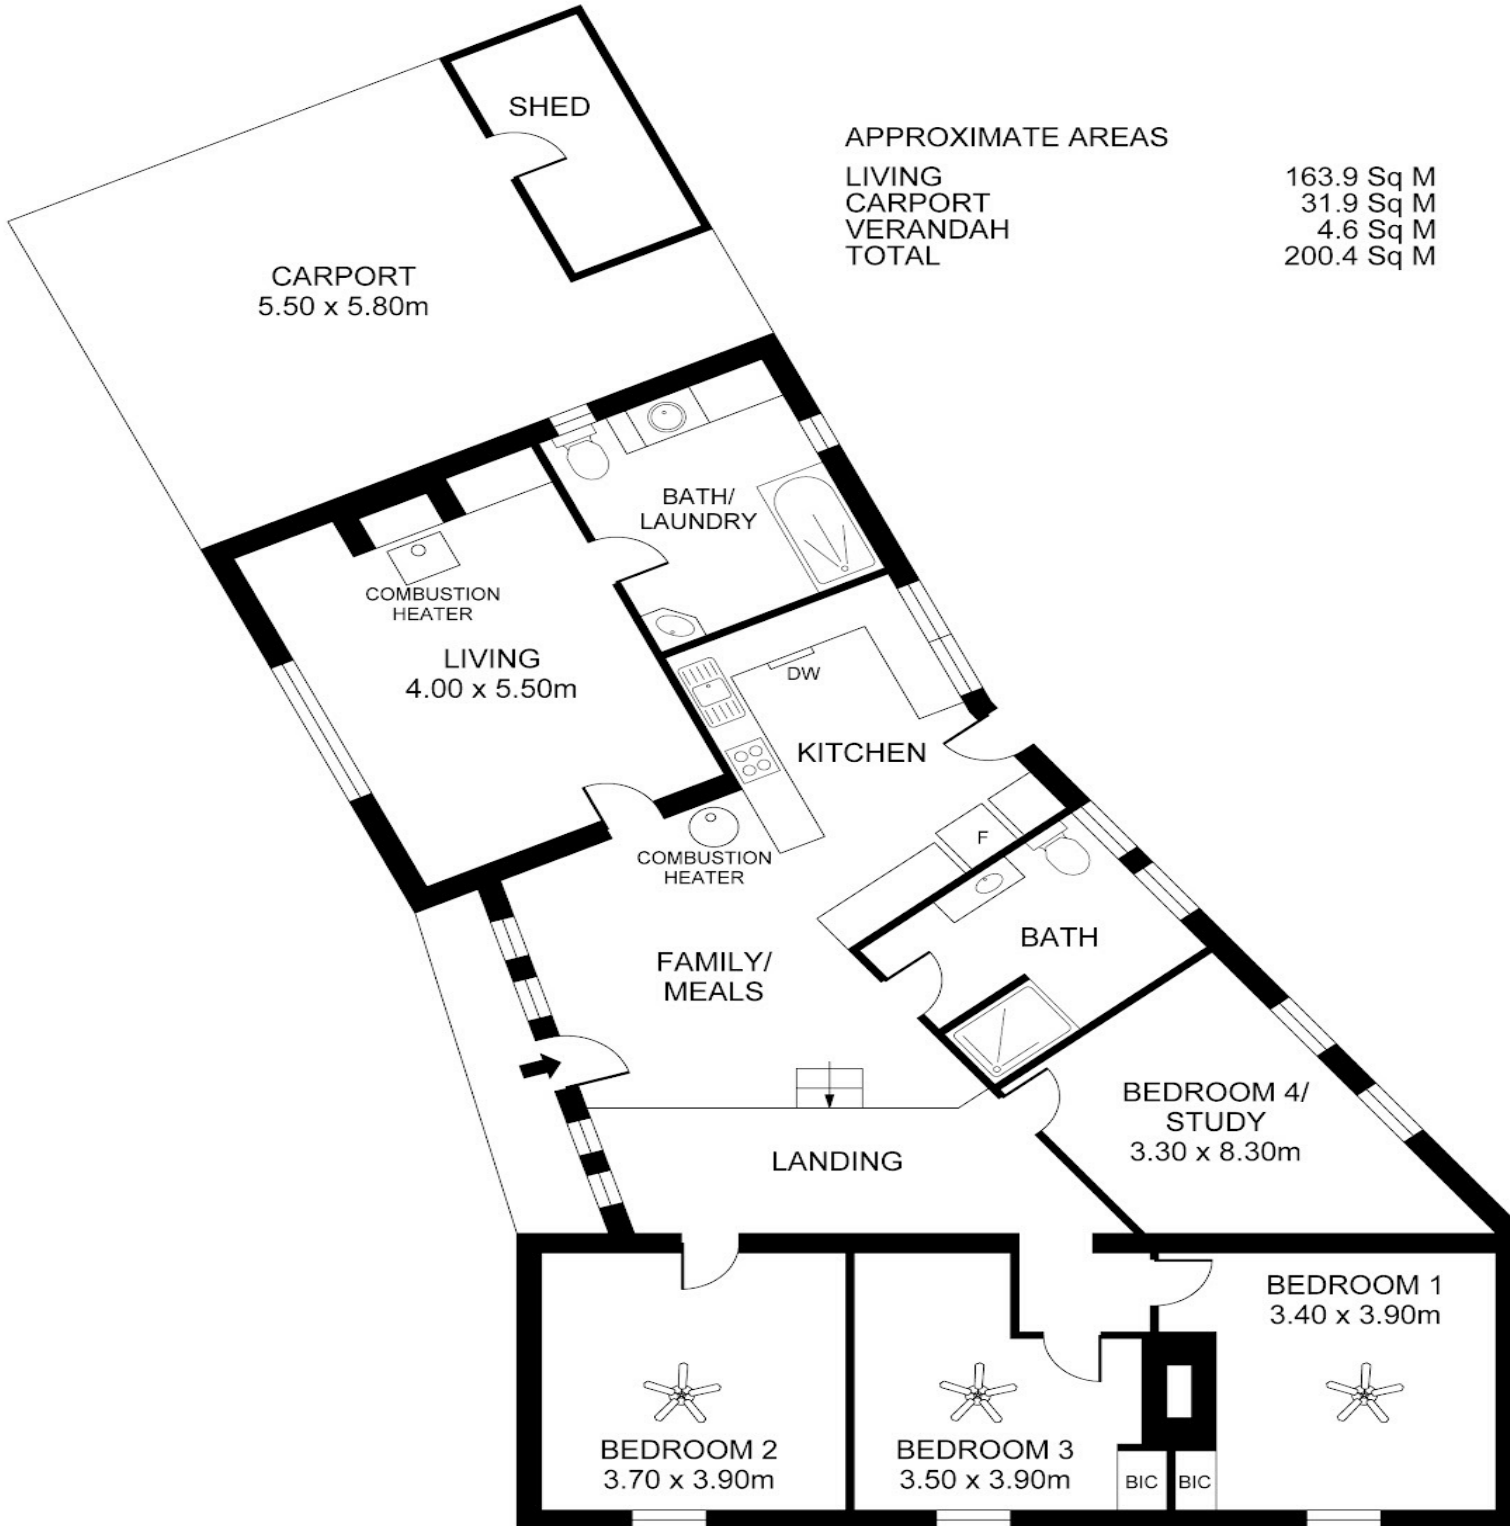 SHED
APPROXIMATE AREAS
LIVING 163.9 Sq M
CARPORT 31.9 Sq M
VERANDAH 4.6 Sq M
TOTAL 200.4 Sq M
CARPORT
5.50 x 5.80m
BATH/
LAUNDRY
COMBUSTION
HEATER
LIVING
4.00 x 5.50m
DW
KITCHEN
F
COMBUSTION
HEATER
BATH
FAMILY/
MEALS
BEDROOM 4/
STUDY
3.30 x 8.30m
LANDING
BEDROOM 1
3.40 x 3.90m
BEDROOM 2
3.70 x 3.90m
BEDROOM 3
3.50 x 3.90m
BIC
BIC